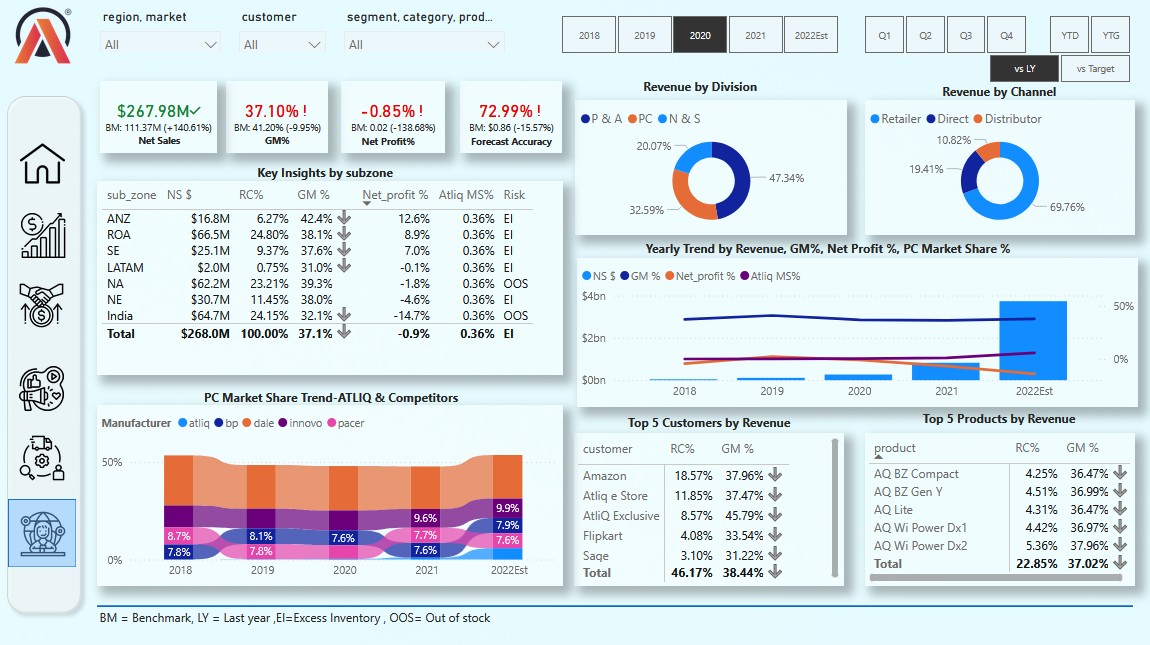 region, market customer segment, category, prod...
All All All
2018 2019 2020 2021 2022Est Q1 Q2 Q3 Q4 YTD YTG
vs LY vs Target
$267.98M✓ 37.10% ! -0.85% ! 72.99% !
BM: 111.37M (+140.61%) BM: 41.20% (-9.95%) BM: 0.02 (-138.68%) BM: $0.86 (-15.57%)
Net Sales GM% Net Profit% Forecast Accuracy
Revenue by Division
P & A PC N & S
20.07%
47.34%
32.59%
Revenue by Channel
Retailer Direct Distributor
10.82%
19.41%
69.76%
Key Insights by subzone
sub_zone NS $ RC% GM % Net_profit % Atliq MS% Risk
ANZ $16.8M 6.27% 42.4% 12.6% 0.36% EI
ROA $66.5M 24.80% 38.1% 8.9% 0.36% EI
SE $25.1M 9.37% 37.6% 7.0% 0.36% EI
LATAM $2.0M 0.75% 31.0% -0.1% 0.36% EI
NA $62.2M 23.21% 39.3% -1.8% 0.36% OOS
NE $30.7M 11.45% 38.0% -4.6% 0.36% EI
India $64.7M 24.15% 32.1% -14.7% 0.36% OOS
Total $268.0M 100.00% 37.1% -0.9% 0.36% EI
Yearly Trend by Revenue, GM%, Net Profit %, PC Market Share %
NS $ GM % Net_profit % Atliq MS%
$4bn
50%
$2bn
0%
$0bn
2018 2019 2020 2021 2022Est
PC Market Share Trend-ATLIQ & Competitors
Manufacturer atliq bp dale innovo pacer
50%
0%
8.7%
7.8%
8.1%
7.8%
7.6%
9.6%
7.7%
7.6%
9.9%
7.9%
7.6%
2018 2019 2020 2021 2022Est
Top 5 Customers by Revenue
customer RC% GM %
Amazon 18.57% 37.96%
Atliq e Store 11.85% 37.47%
AtliQ Exclusive 8.57% 45.79%
Flipkart 4.08% 33.54%
Sage 3.10% 31.22%
Total 46.17% 38.44%
Top 5 Products by Revenue
product RC% GM %
AQ BZ Compact 4.25% 36.47%
AQ BZ Gen Y 4.51% 36.99%
AQ Lite 4.31% 36.47%
AQ Wi Power Dx1 4.42% 36.97%
AQ Wi Power Dx2 5.36% 37.96%
Total 22.85% 37.02%
BM = Benchmark, LY = Last year ,EI=Excess Inventory , OOS= Out of stock